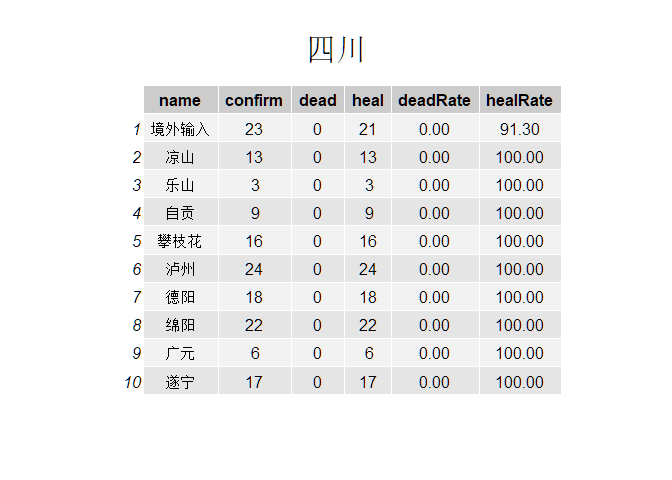 四川
name confirm dead heal deadRate healRate
1 境外输入 23 0 21 0.00 91.30
2 凉山 13 0 13 0.00 100.00
3 乐山 3 0 3 0.00 100.00
4 自贡 9 0 9 0.00 100.00
5 攀枝花 16 0 16 0.00 100.00
6 泸州 24 0 24 0.00 100.00
7 德阳 18 0 18 0.00 100.00
8 绵阳 22 0 22 0.00 100.00
9 广元 6 0 6 0.00 100.00
10 遂宁 17 0 17 0.00 100.00